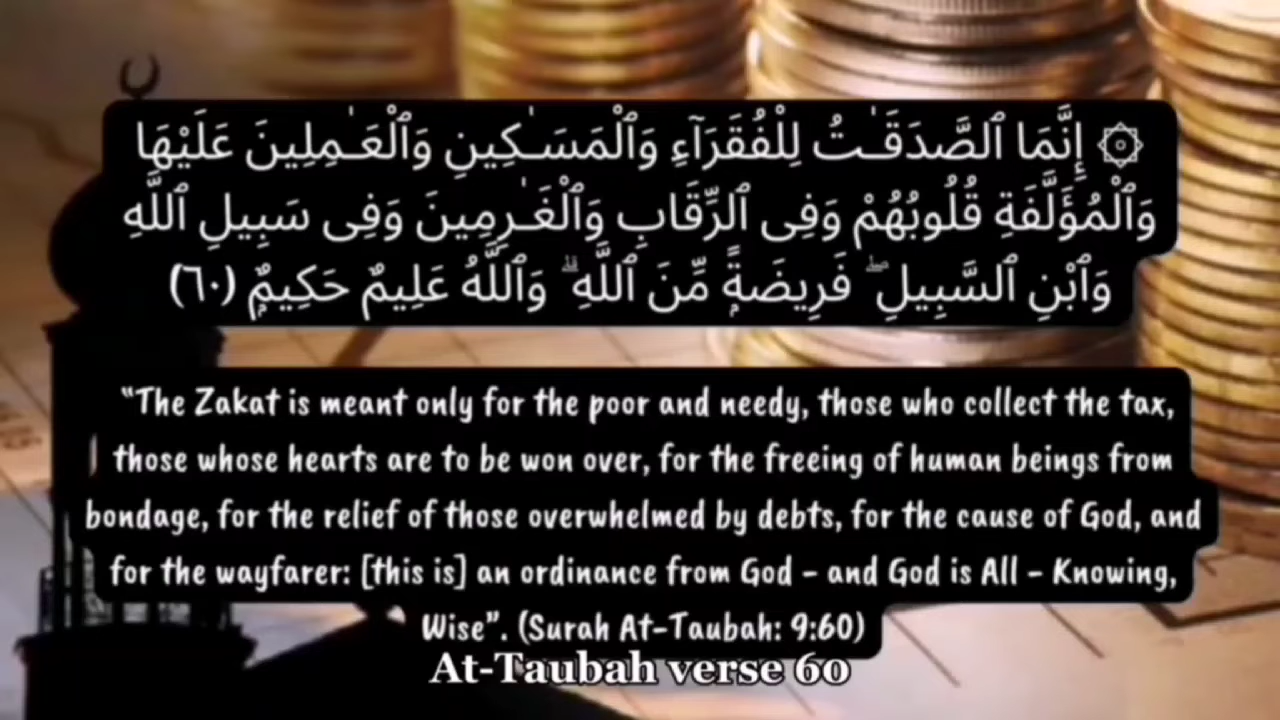 ۞ إِنَّمَا ٱلصَّدَقَـٰتُ لِلْفُقَرَآءِ وَٱلْمَسَـٰكِينِ وَٱلْعَـٰمِلِينَ عَلَيْهَا
وَٱلْمُؤَلَّفَةِ قُلُوبُهُمْ وَفِى ٱلرِّقَابِ وَٱلْغَـٰرِمِينَ وَفِى سَبِيلِ ٱللَّهِ
وَٱبْنِ ٱلسَّبِيلِ ۖ فَرِيضَةًۭ مِّنَ ٱللَّهِ ۗ وَٱللَّهُ عَلِيمٌ حَكِيمٌۭ (٦٠)
“The Zakat is meant only for the poor and needy, those who collect the tax,
those whose hearts are to be won over, for the freeing of human beings from
bondage, for the relief of those overwhelmed by debts, for the cause of God, and
for the wayfarer: [this is] an ordinance from God – and God is All – Knowing,
Wise”. (Surah At-Taubah: 9:60)
At-Taubah verse 60